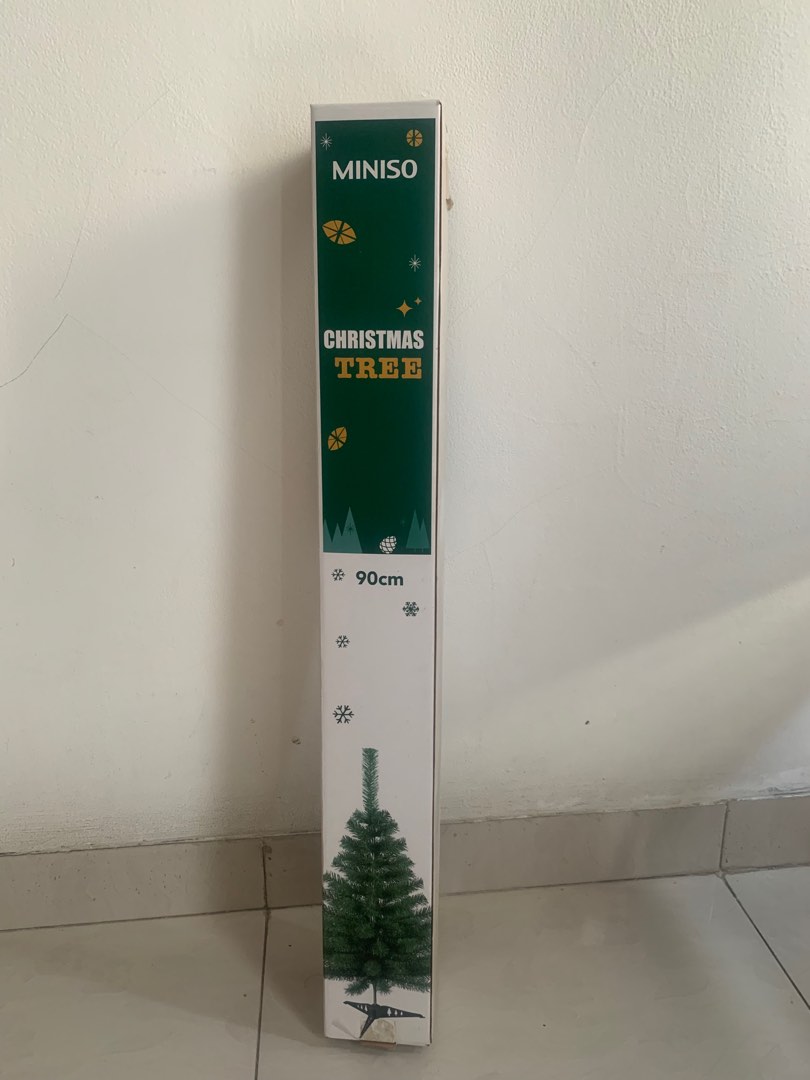 MINISO
CHRISTMAS
TREE
90cm